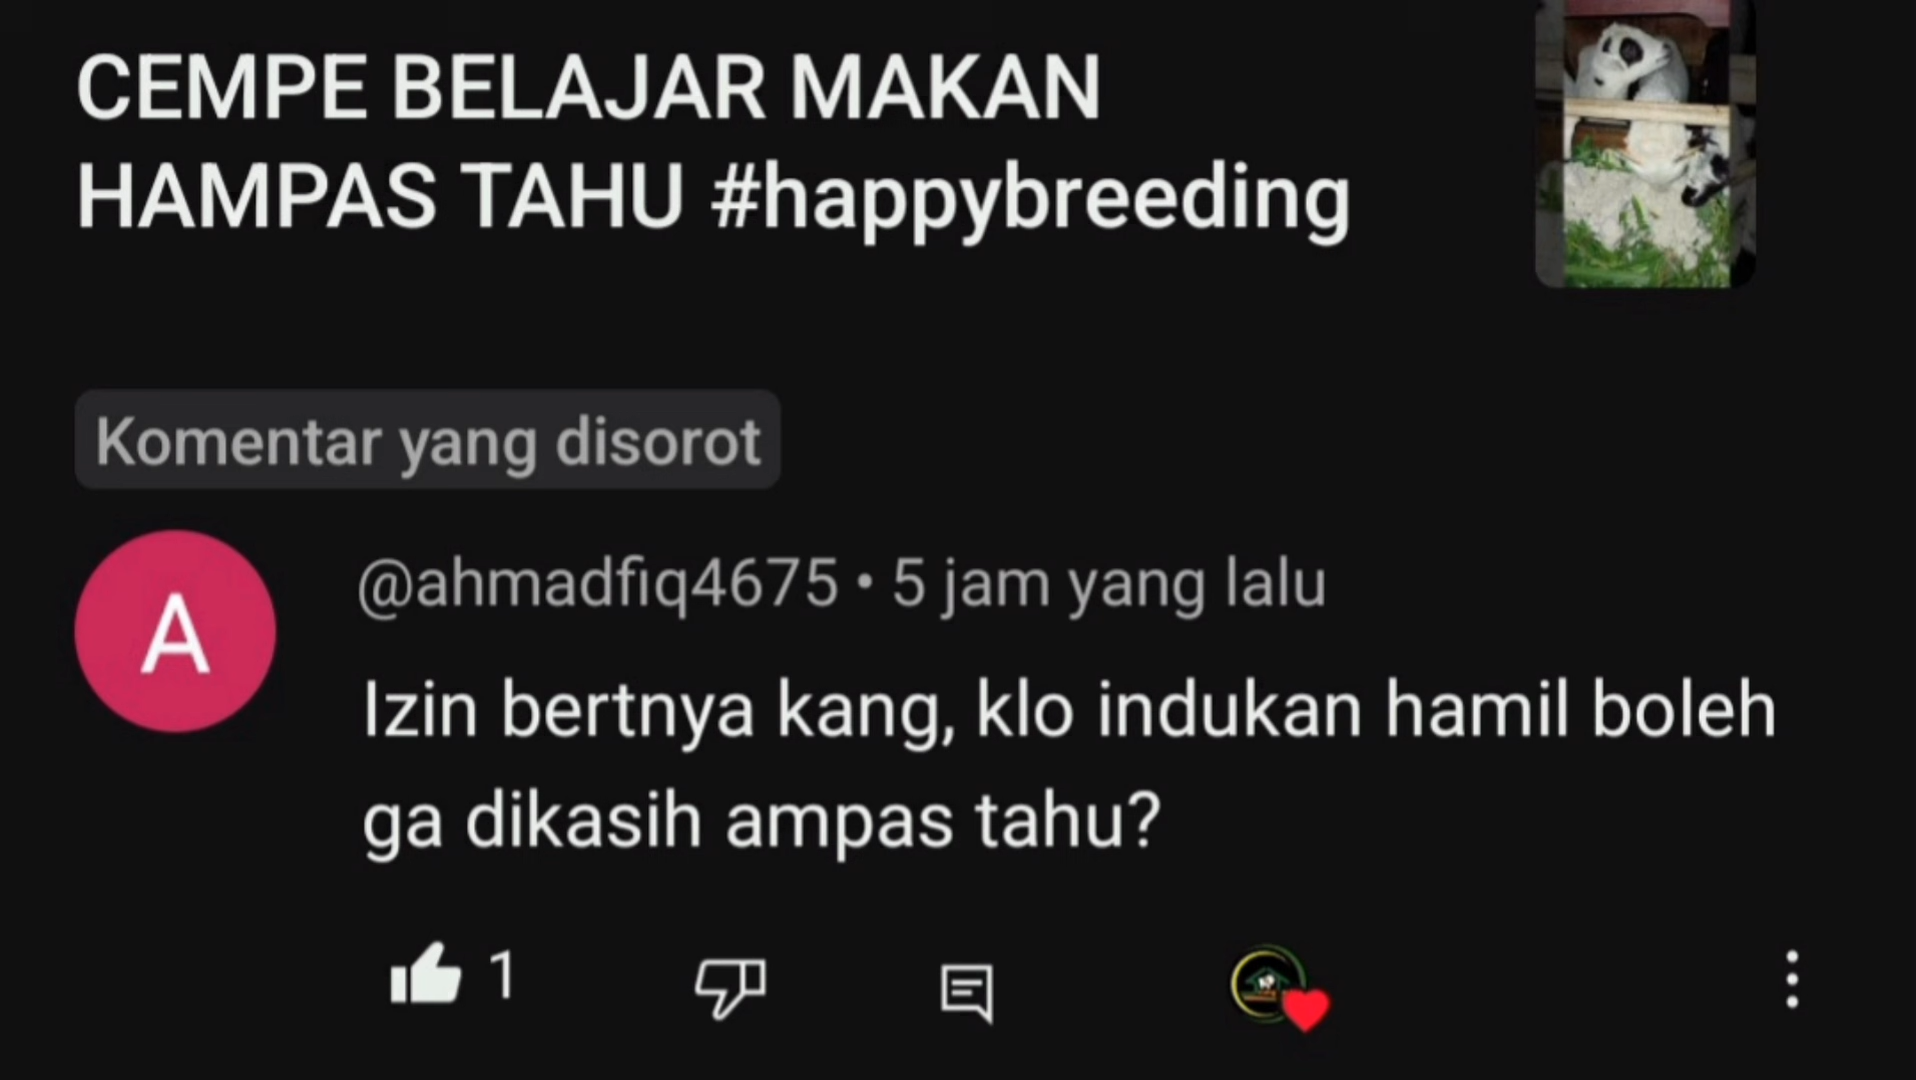 CEMPE BELAJAR MAKAN
HAMPAS TAHU #happybreeding
Komentar yang disorot
A
@ahmadfiq4675 • 5 jam yang lalu
Izin bertnya kang, klo indukan hamil boleh
ga dikasih ampas tahu?
1